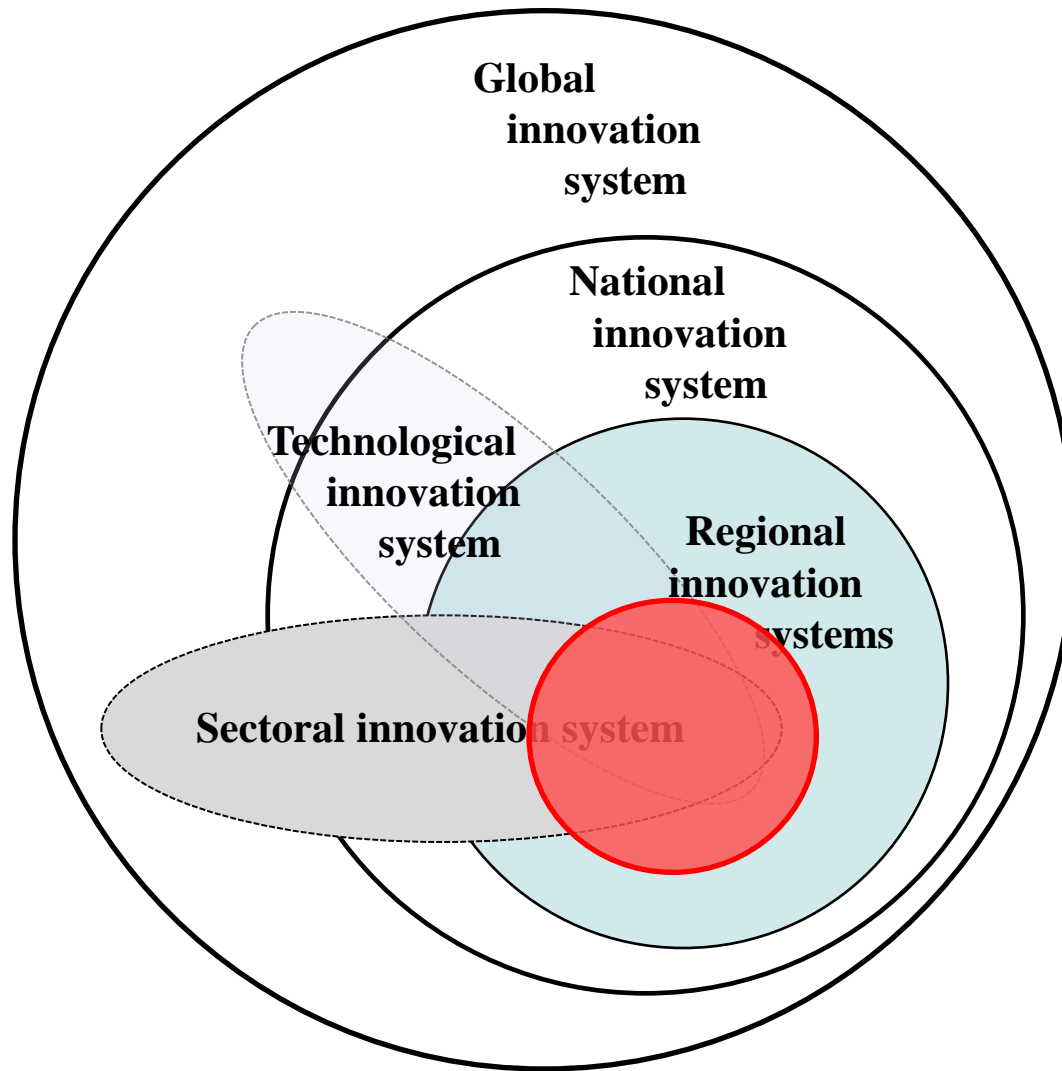 Global
innovation
system
National
innovation
system
Technological
innovation
system
Regional
innovation
systems
Sectoral innovation system